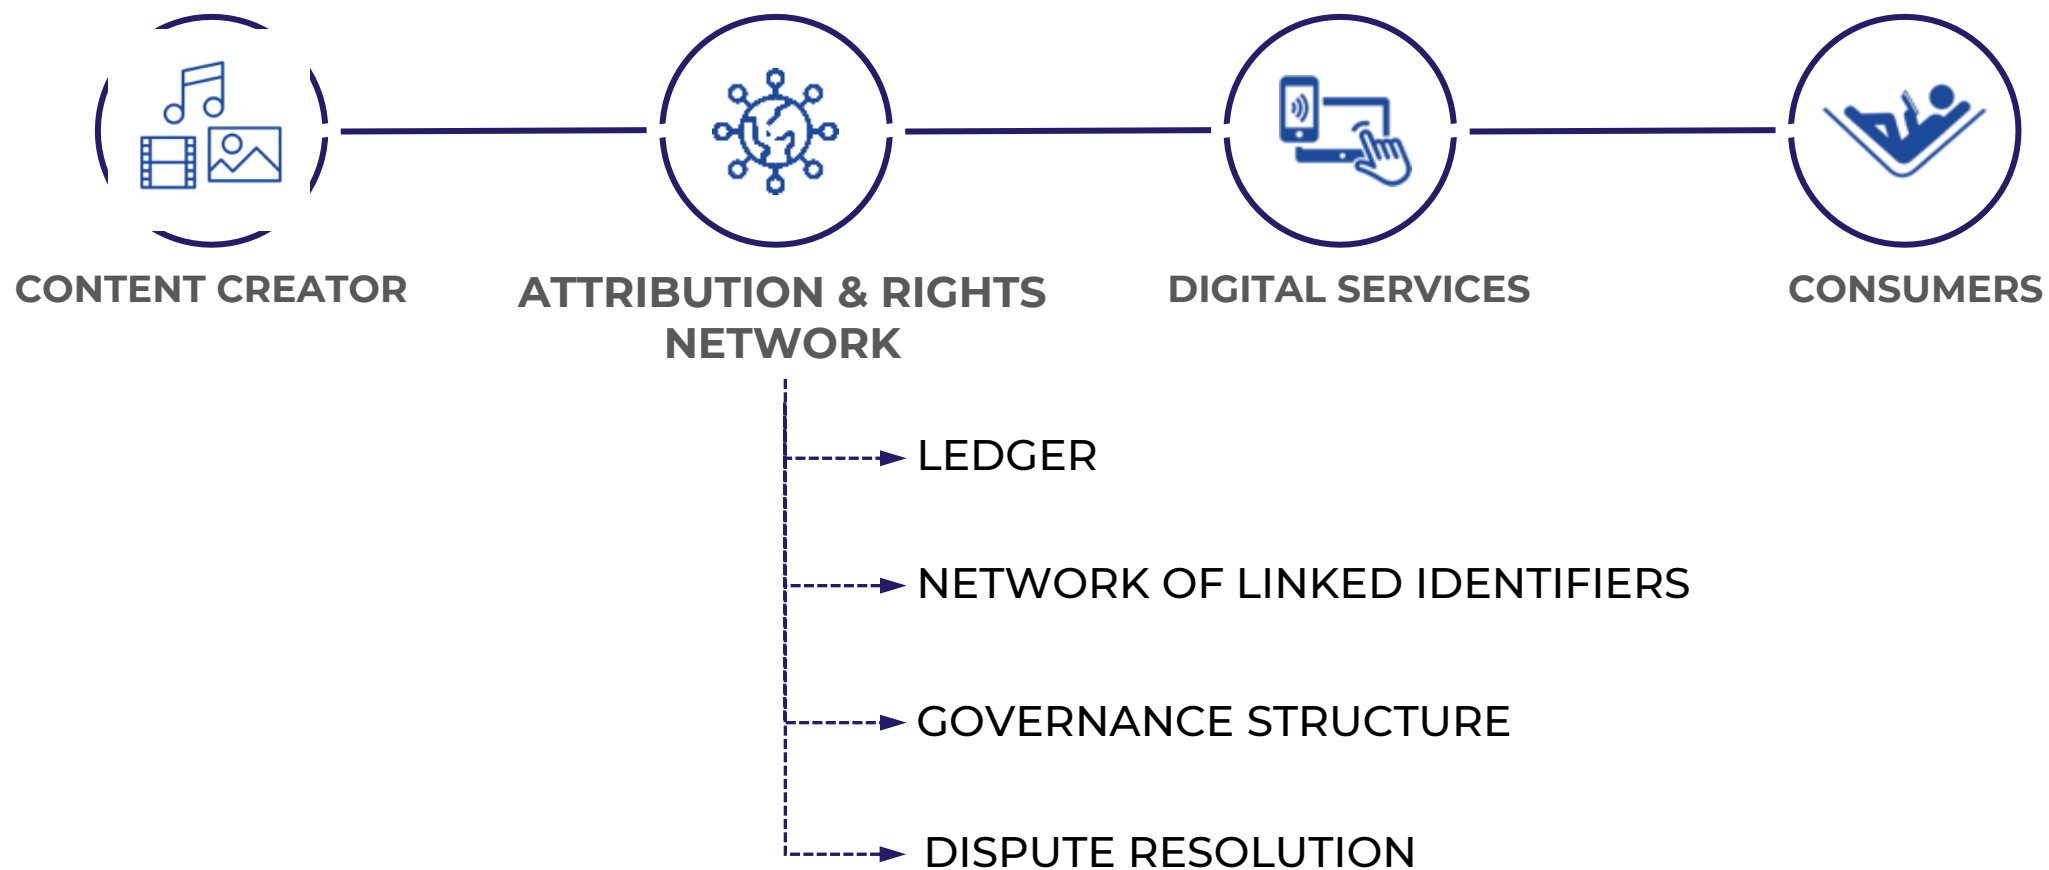 CONTENT CREATOR
ATTRIBUTION & RIGHTS
NETWORK
DIGITAL SERVICES
CONSUMERS
LEDGER
NETWORK OF LINKED IDENTIFIERS
GOVERNANCE STRUCTURE
DISPUTE RESOLUTION